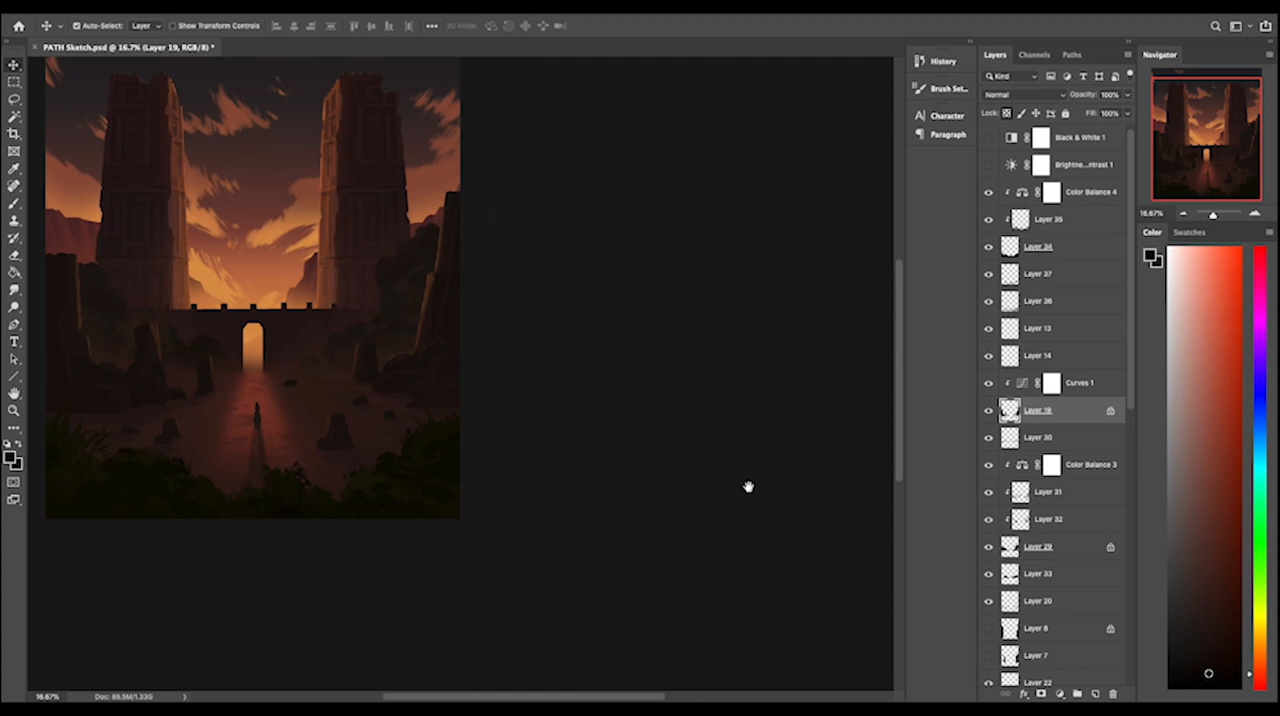 Auto-Select: Layer Show Transform Controls 3D Mode:
× PATH Sketch.psd @ 16.7% (Layer 19, RGB/8) *
History
Brush Set...
Character
Paragraph
Layers Channels Paths
Kind
Normal Opacity: 100%
Lock: Fill: 100%
Black & White 1
Brightne...ntrast 1
Color Balance 4
Layer 35
Layer 34
Layer 37
Layer 36
Layer 13
Layer 14
Curves 1
Layer 19
Layer 30
Color Balance 3
Layer 31
Layer 32
Layer 29
Layer 33
Layer 20
Layer 8
Layer 7
Layer 22
Navigator
16.67%
Color Swatches
16.67% Doc: 85.5M/1.33G